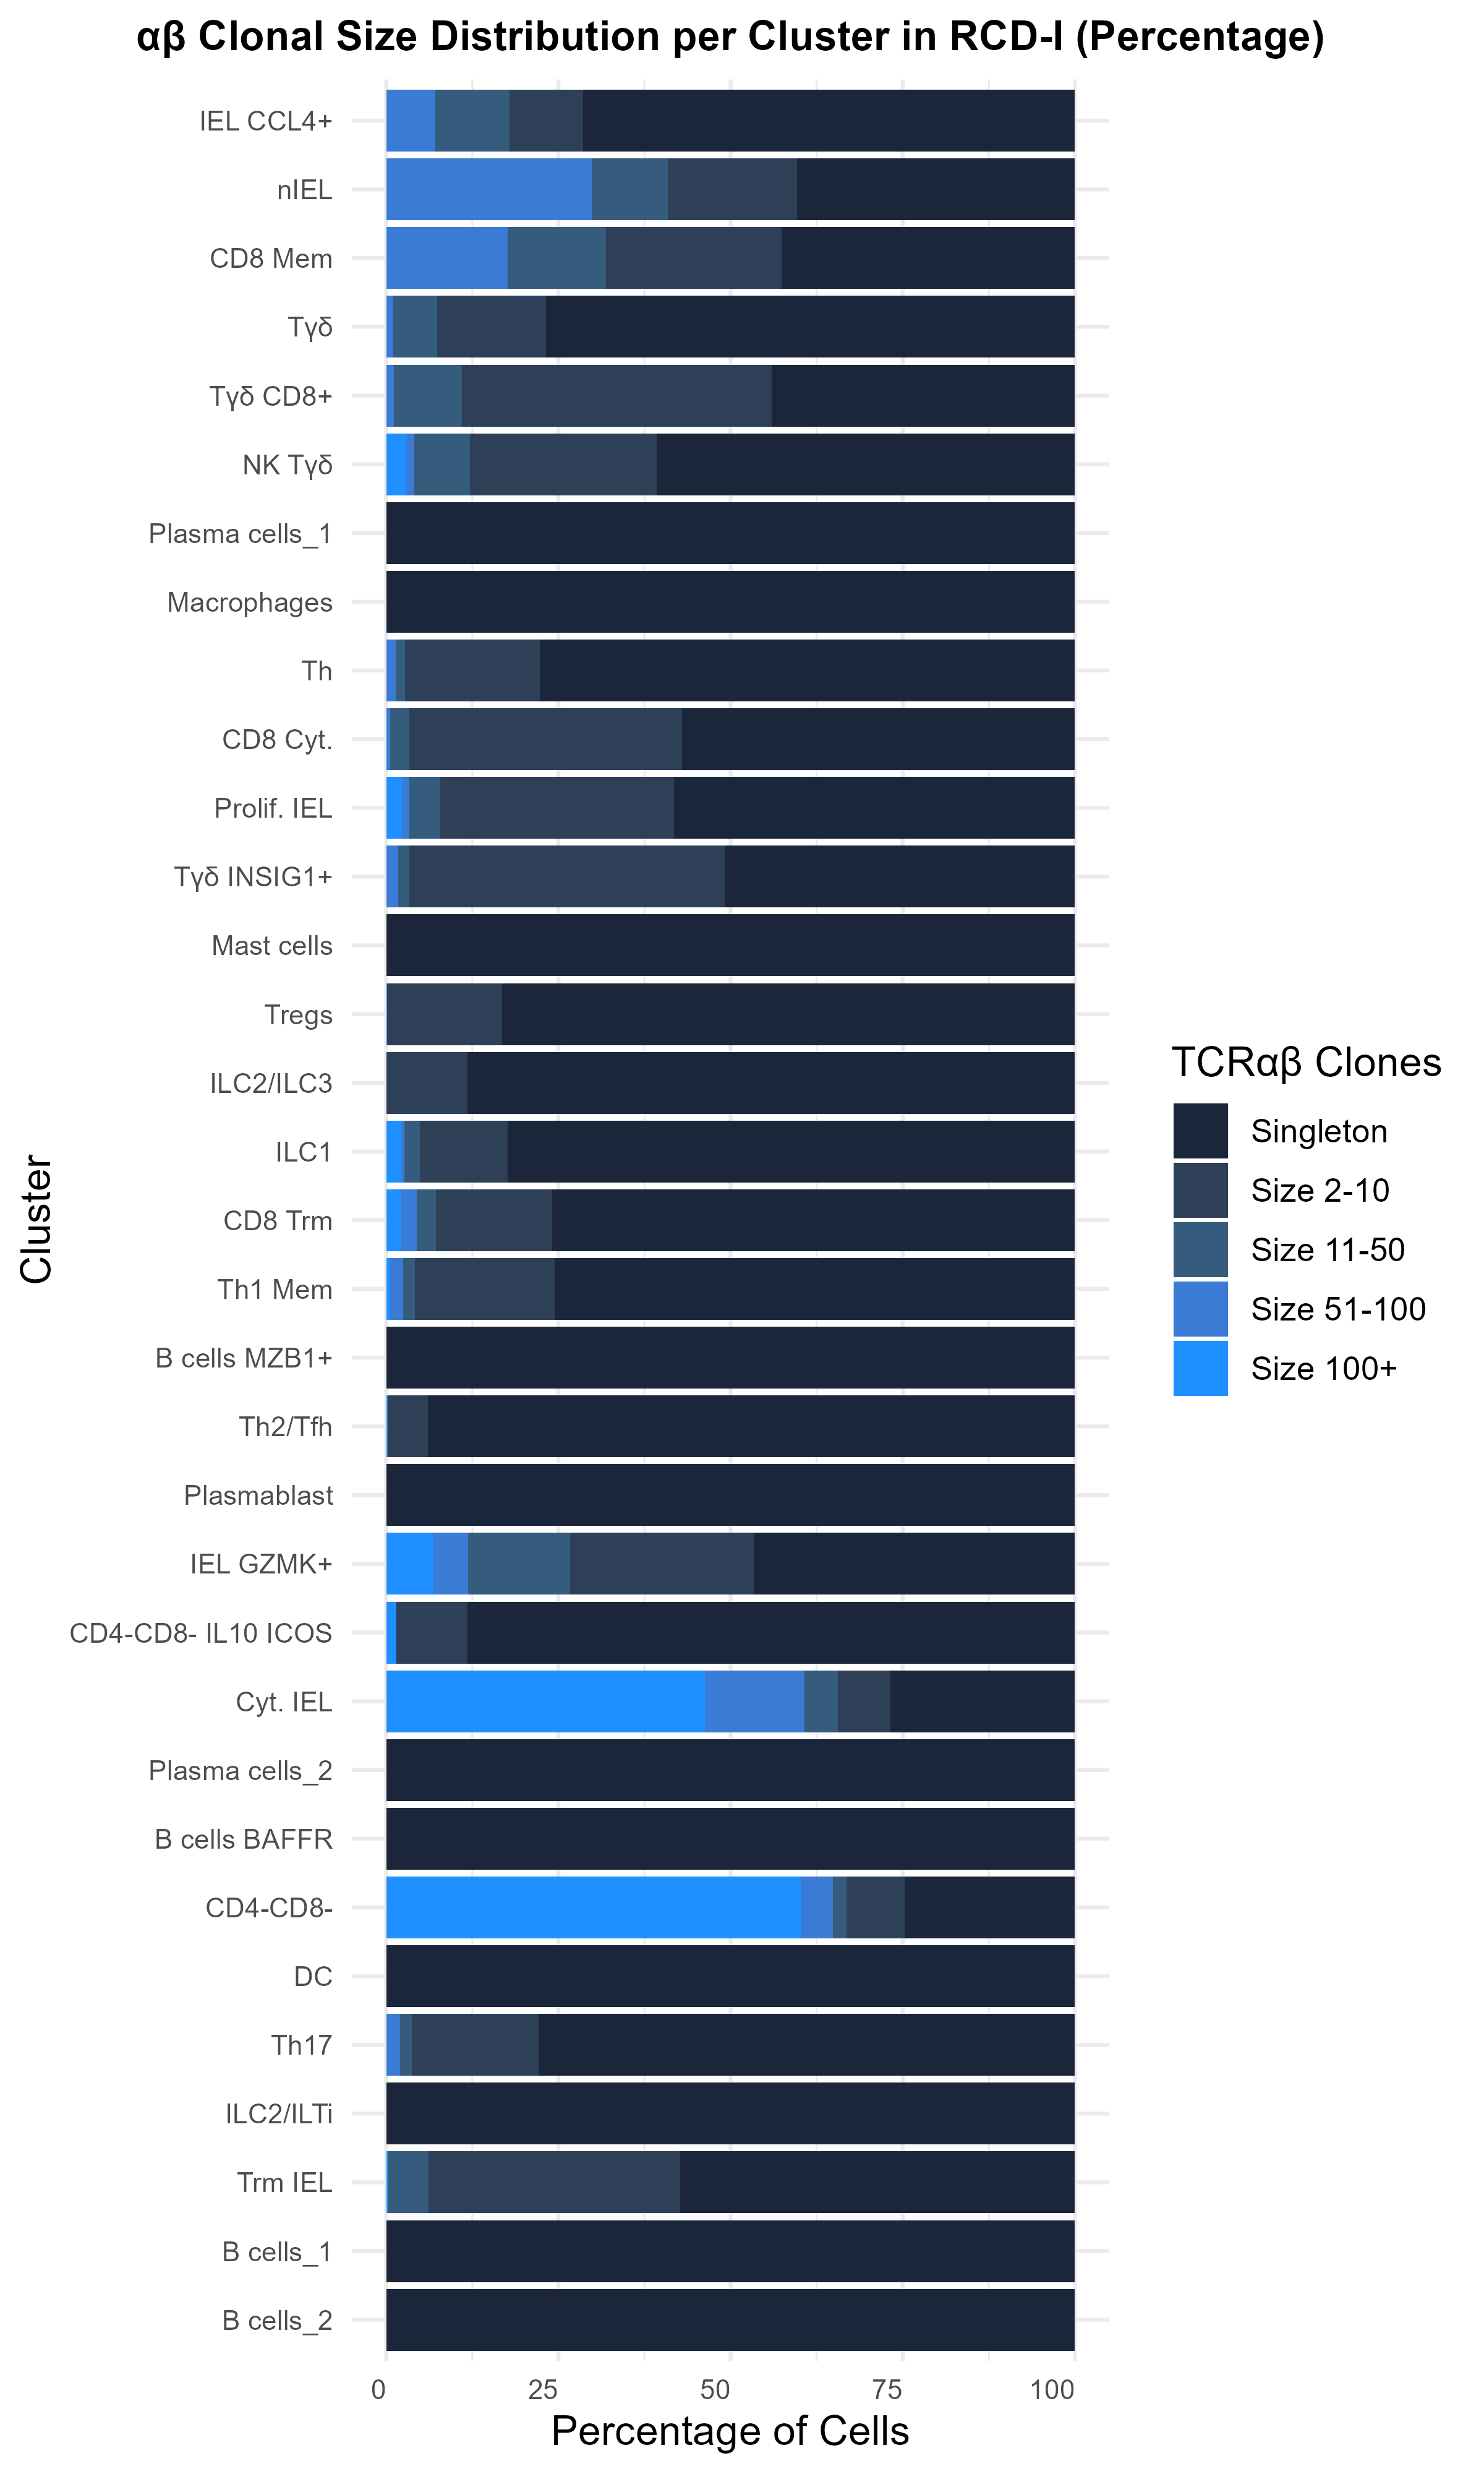 αβ Clonal Size Distribution per Cluster in RCD-I (Percentage)
IEL CCL4+
nIEL
CD8 Mem
Tγδ
Tγδ CD8+
NK Tγδ
Plasma cells_1
Macrophages
Th
CD8 Cyt.
Prolif. IEL
Tγδ INSIG1+
Mast cells
Tregs
ILC2/ILC3
ILC1
CD8 Trm
Th1 Mem
B cells MZB1+
Th2/Tfh
Plasmablast
IEL GZMK+
CD4-CD8- IL10 ICOS
Cyt. IEL
Plasma cells_2
B cells BAFFR
CD4-CD8-
DC
Th17
ILC2/ILTi
Trm IEL
B cells_1
B cells_2
Cluster
0 25 50 75 100
Percentage of Cells
TCRαβ Clones
Singleton
Size 2-10
Size 11-50
Size 51-100
Size 100+